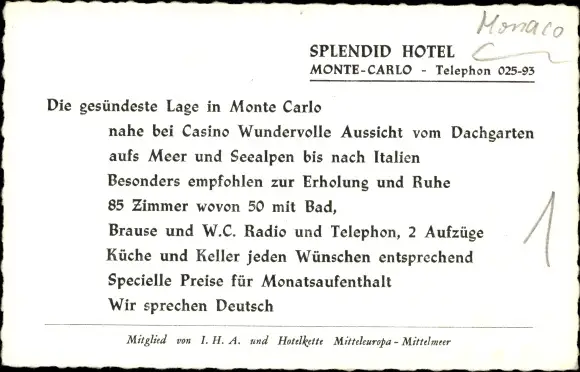 Monaco
SPLENDID HOTEL
MONTE-CARLO - Telephon 025-93
Die gesündeste Lage in Monte Carlo
nahe bei Casino Wundervolle Aussicht vom Dachgarten
aufs Meer und Seealpen bis nach Italien
Besonders empfohlen zur Erholung und Ruhe
85 Zimmer wovon 50 mit Bad,
Brause und W.C. Radio und Telephon, 2 Aufzüge
Küche und Keller jeden Wünschen entsprechend
Specielle Preise für Monatsaufenthalt
Wir sprechen Deutsch
1
Mitglied von I. H. A. und Hotelkette Mitteleuropa - Mittelmeer